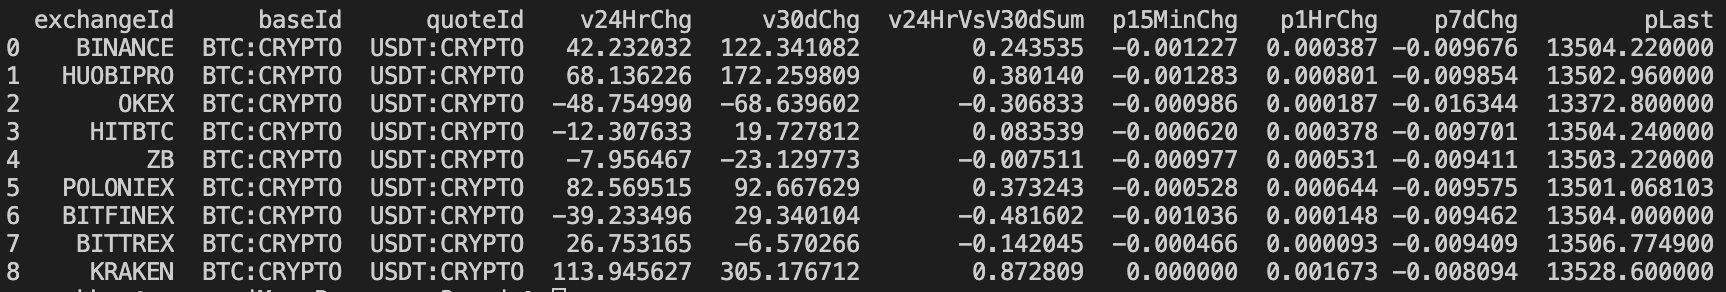 exchangeId baseId quoteId v24HrChg v30dChg v24HrVsV30dSum p15MinChg p1HrChg p7dChg pLast
0 BINANCE BTC:CRYPTO USDT:CRYPTO 42.232032 122.341082 0.243535 -0.001227 0.000387 -0.009676 13504.220000
1 HUOBIPRO BTC:CRYPTO USDT:CRYPTO 68.136226 172.259809 0.380140 -0.001283 0.000801 -0.009854 13502.960000
2 OKEX BTC:CRYPTO USDT:CRYPTO -48.754990 -68.639602 -0.306833 -0.000986 0.000187 -0.016344 13372.800000
3 HITBTC BTC:CRYPTO USDT:CRYPTO -12.307633 19.727812 0.083539 -0.000620 0.000378 -0.009701 13504.240000
4 ZB BTC:CRYPTO USDT:CRYPTO -7.956467 -23.129773 -0.007511 -0.000977 0.000531 -0.009411 13503.220000
5 POLONIEX BTC:CRYPTO USDT:CRYPTO 82.569515 92.667629 0.373243 -0.000528 0.000644 -0.009575 13501.068103
6 BITFINEX BTC:CRYPTO USDT:CRYPTO -39.233496 29.340104 -0.481602 -0.001036 0.000148 -0.009462 13504.000000
7 BITTREX BTC:CRYPTO USDT:CRYPTO 26.753165 -6.570266 -0.142045 -0.000466 0.000093 -0.009409 13506.774900
8 KRAKEN BTC:CRYPTO USDT:CRYPTO 113.945627 305.176712 0.872809 0.000000 0.001673 -0.008094 13528.600000